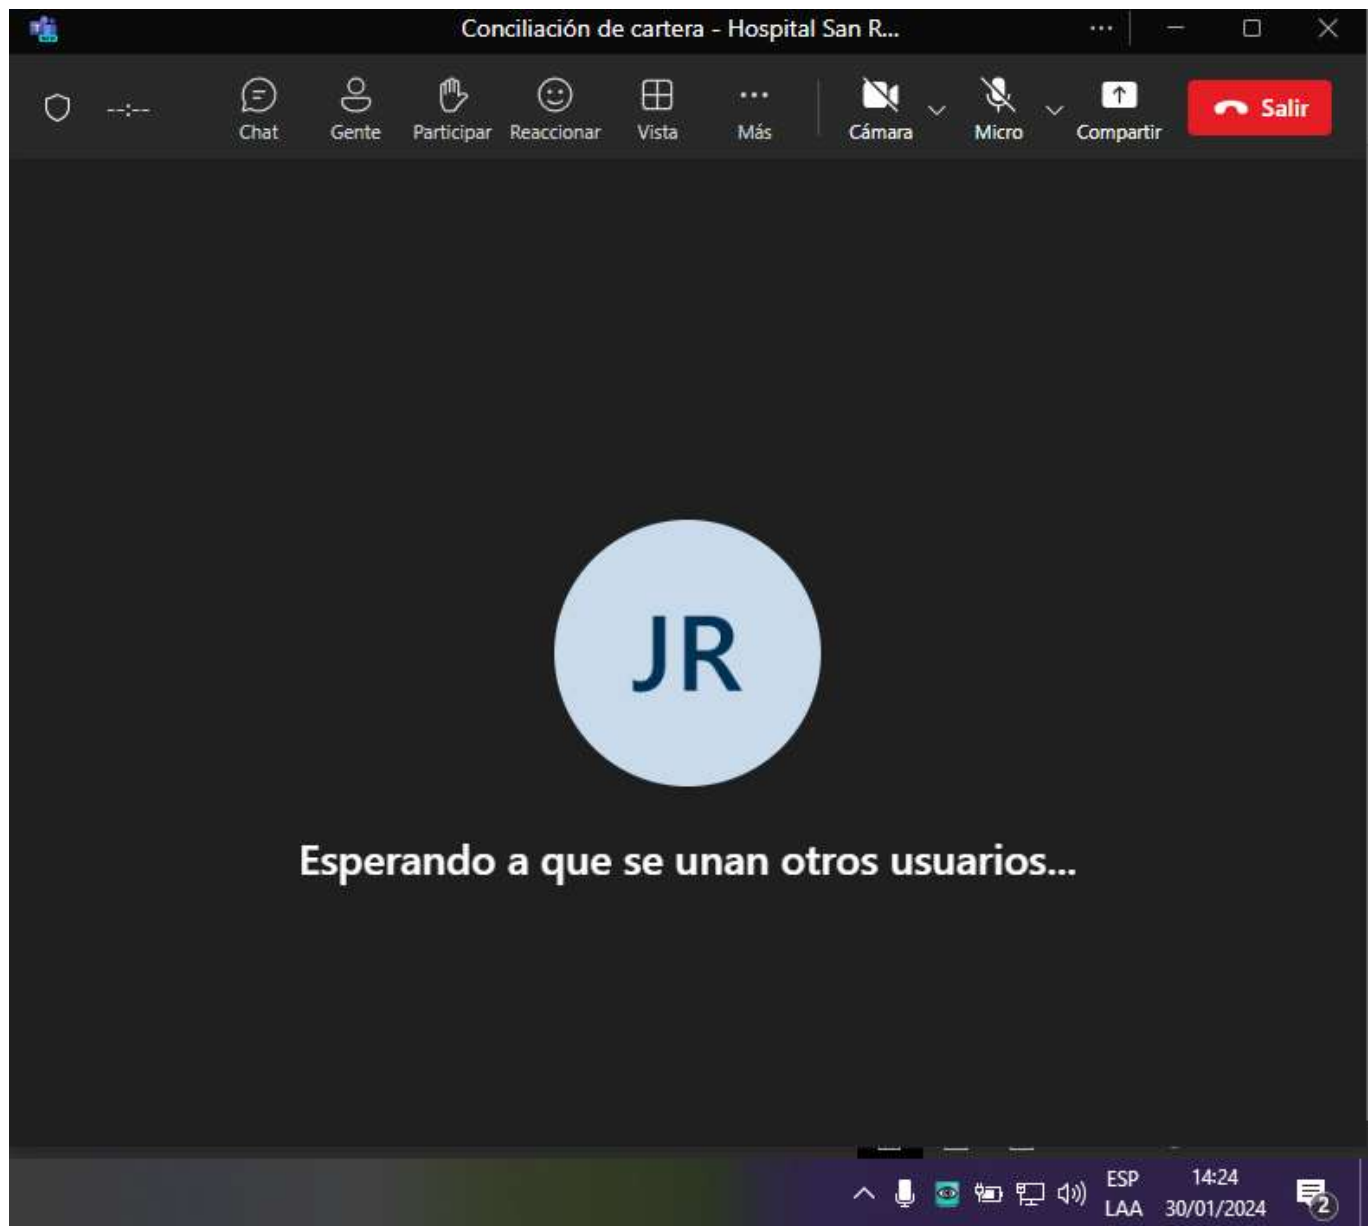 Conciliación de cartera - Hospital San R...
--:--
Chat
Gente
Participar
Reaccionar
Vista
Más
Cámara
Micro
Compartir
Salir
JR
Esperando a que se unan otros usuarios...
ESP
LAA
14:24
30/01/2024
2